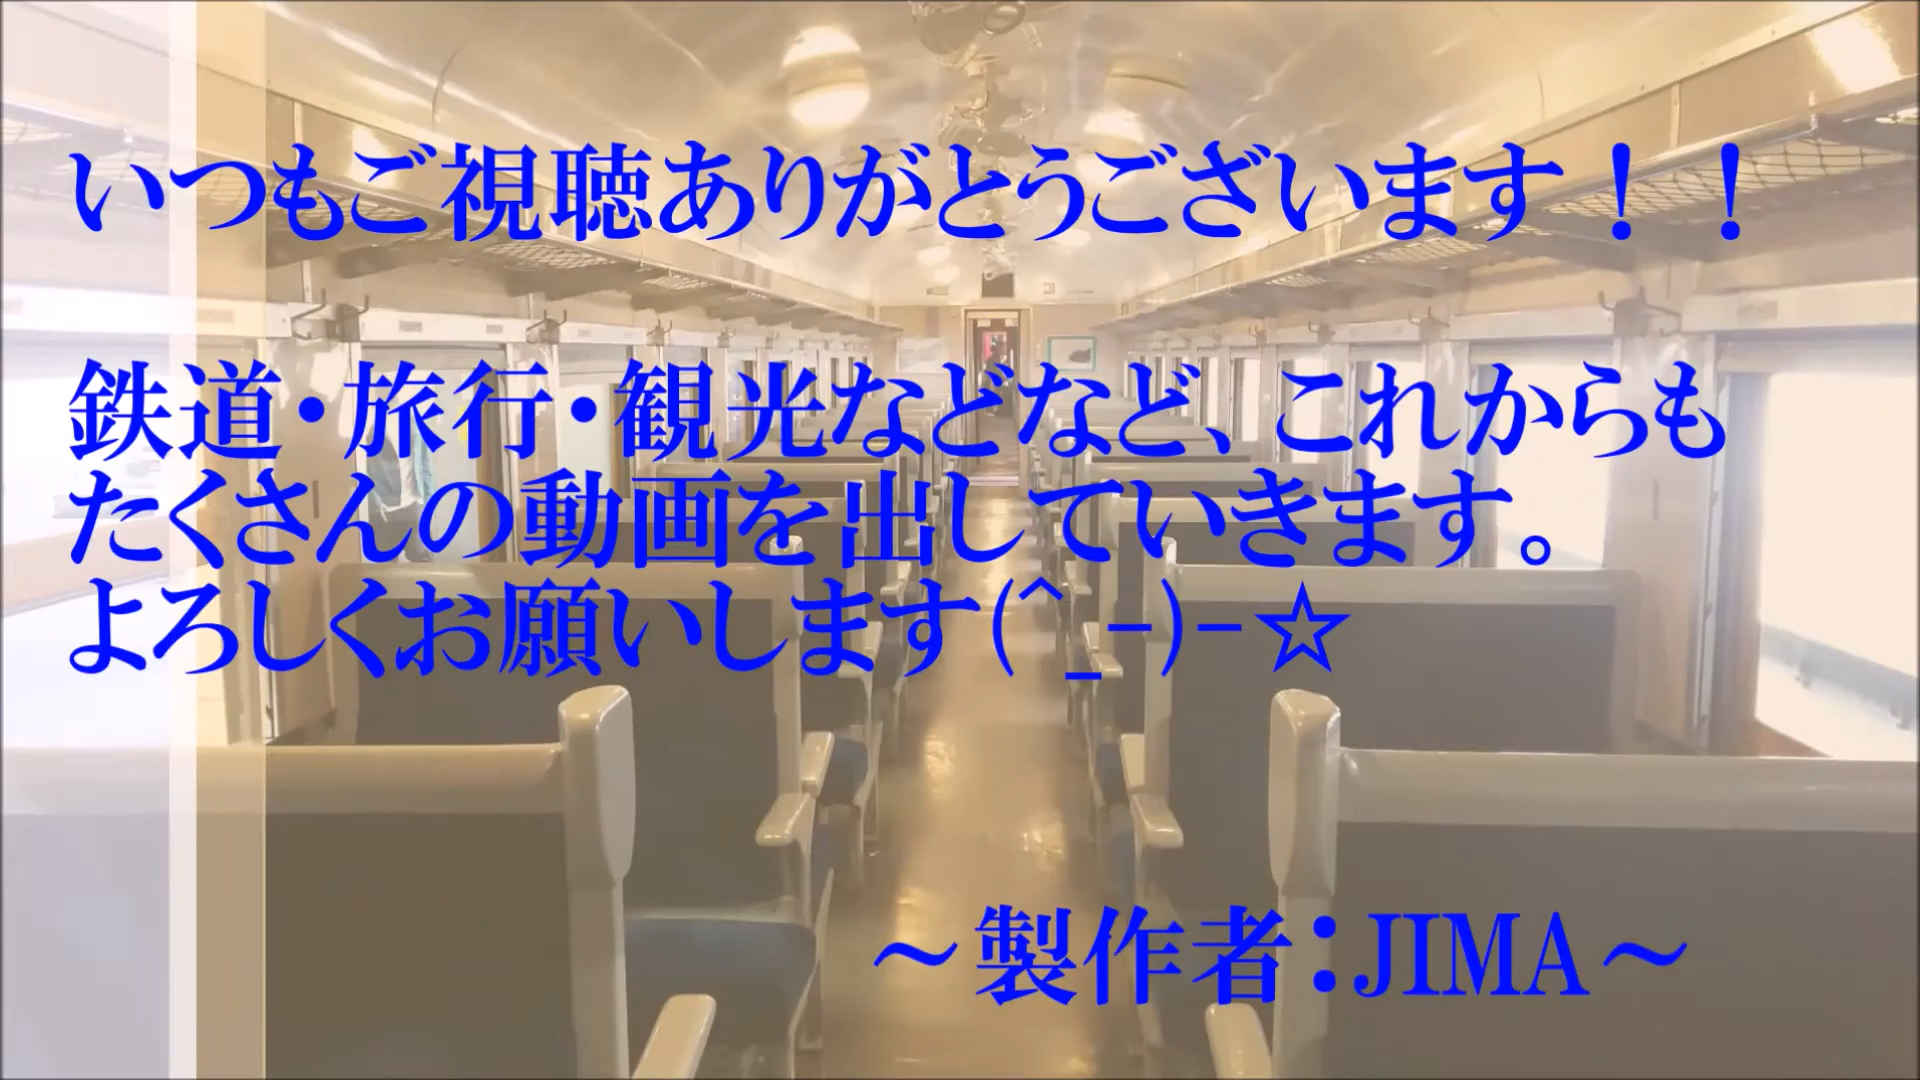 いつもご視聴ありがとうございます！！
鉄道・旅行・観光などなど、これからも
たくさんの動画を出していきます。
よろしくお願いします(^_-)-☆
～製作者：JIMA～